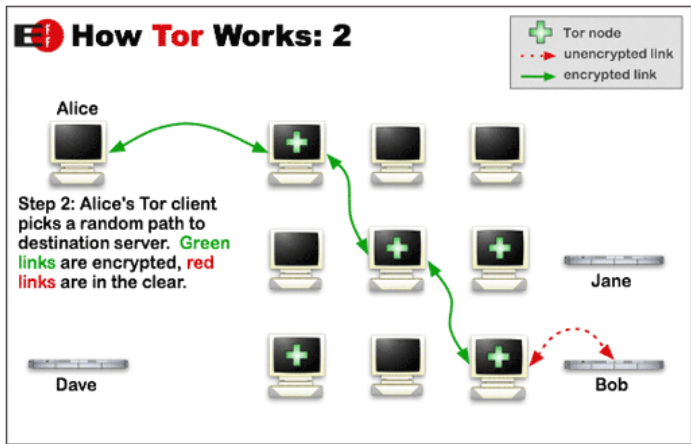 EFF How Tor Works: 2
Tor node
unencrypted link
encrypted link
Alice
Step 2: Alice's Tor client
picks a random path to
destination server. Green
links are encrypted, red
links are in the clear.
Jane
Dave
Bob